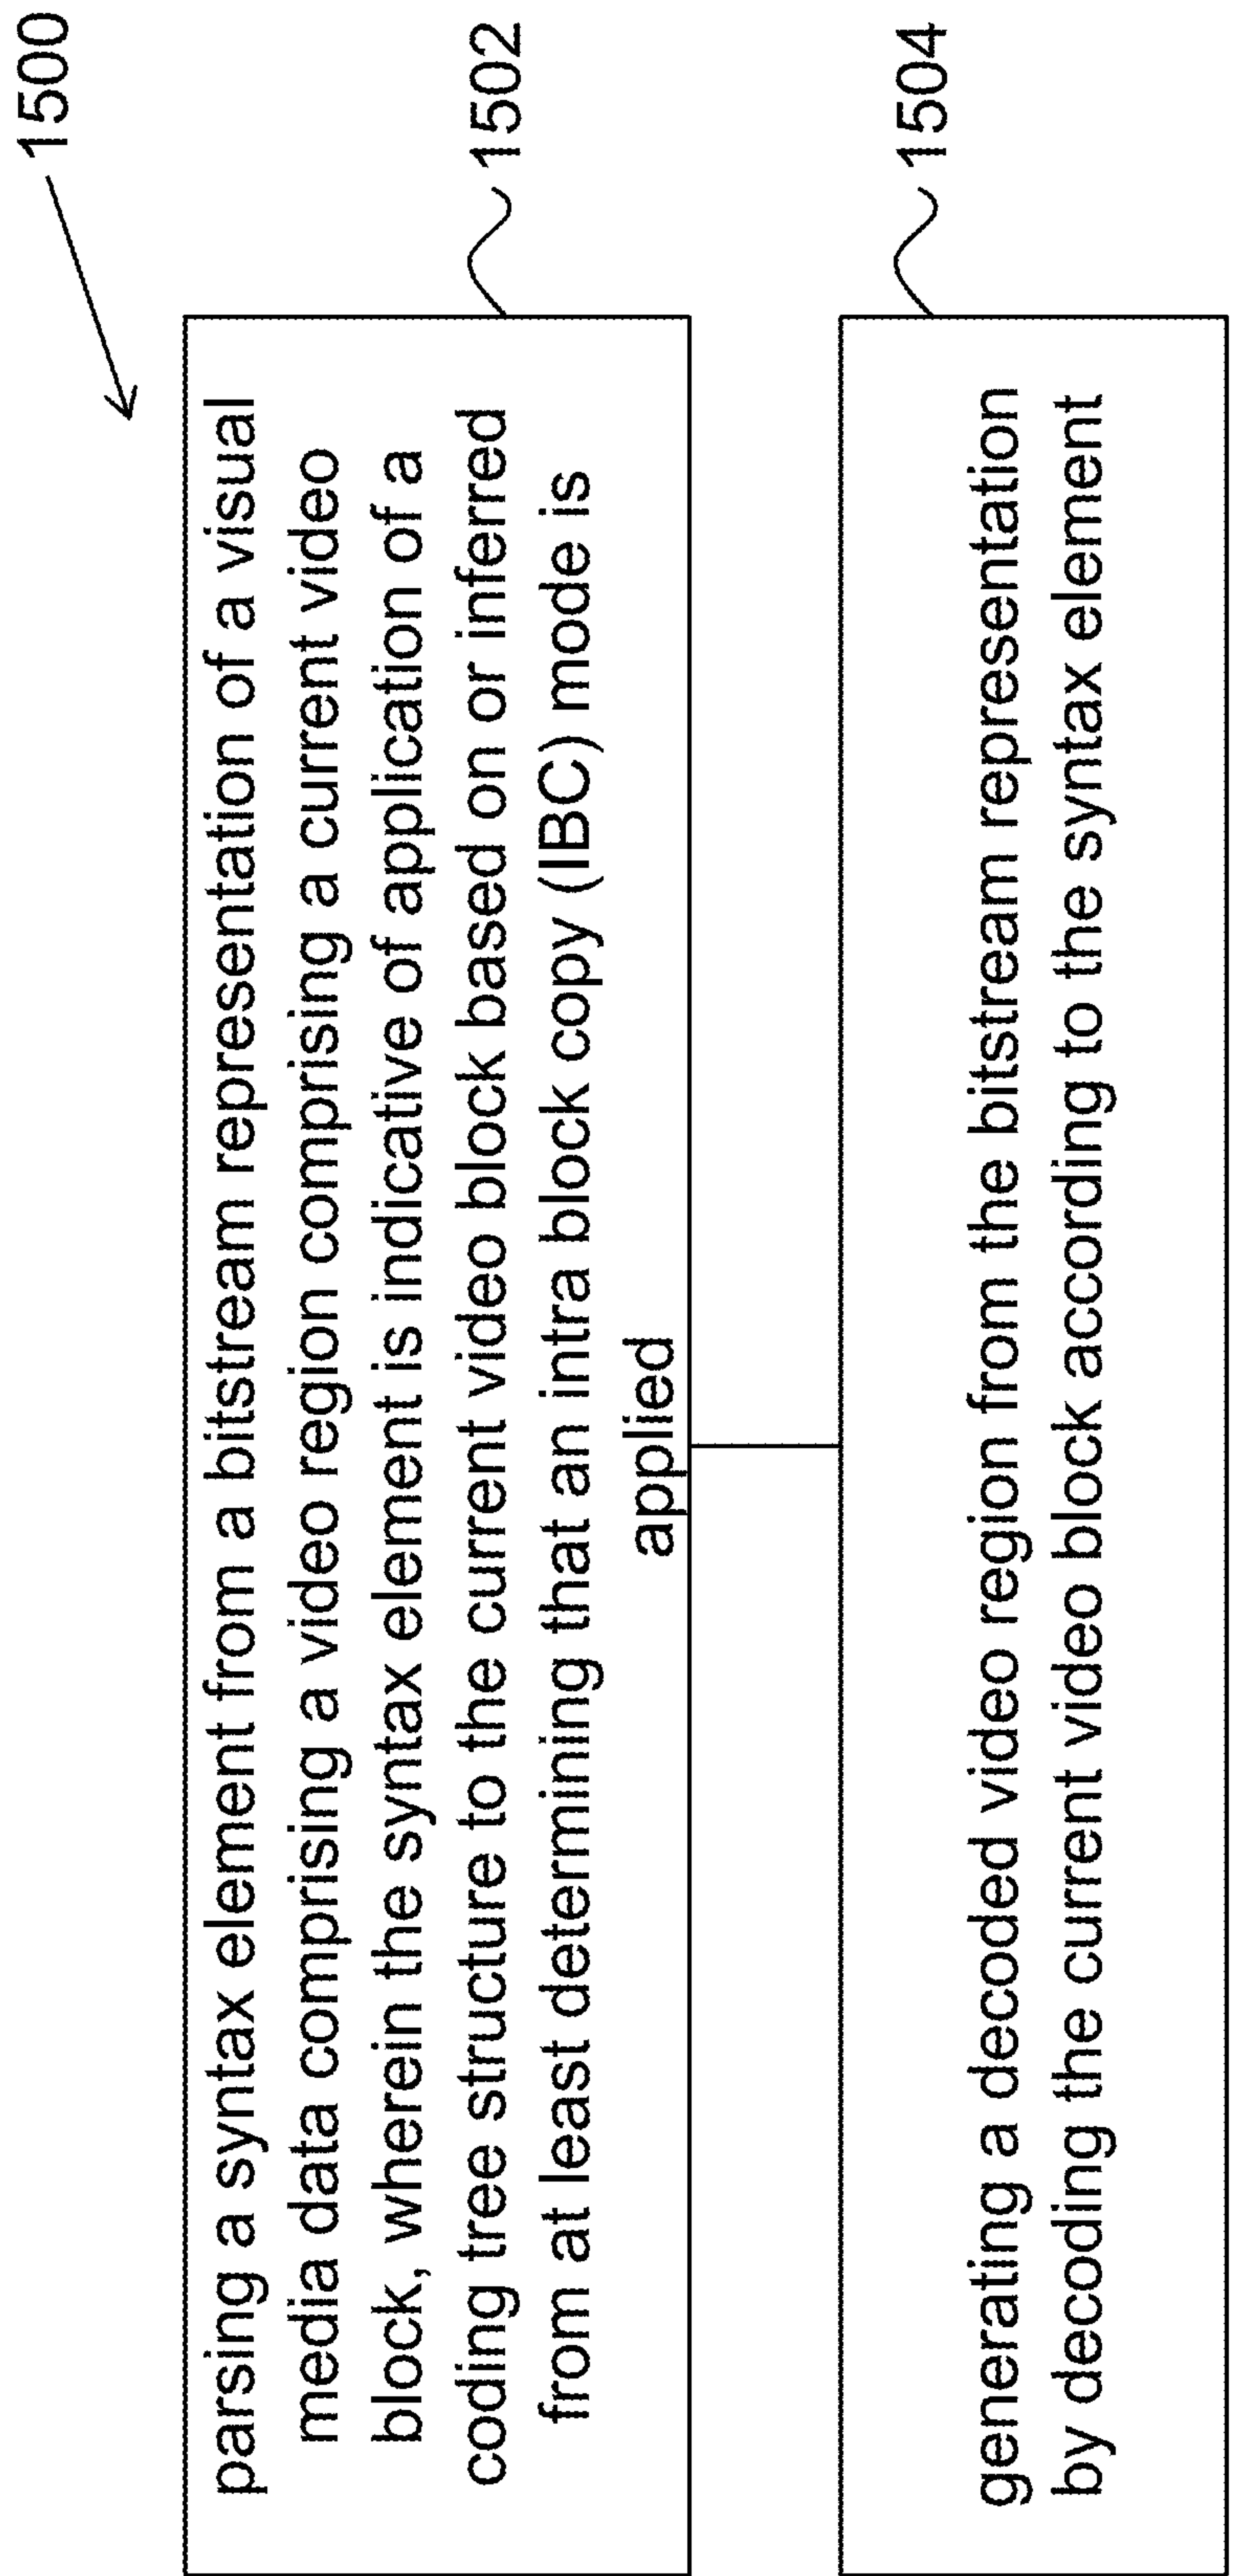 1500
parsing a syntax element from a bitstream representation of a visual
media data comprising a video region comprising a current video
block, wherein the syntax element is indicative of application of a
coding tree structure to the current video block based on or inferred
from at least determining that an intra block copy (IBC) mode is
applied
1502
generating a decoded video region from the bitstream representation
by decoding the current video block according to the syntax element
1504